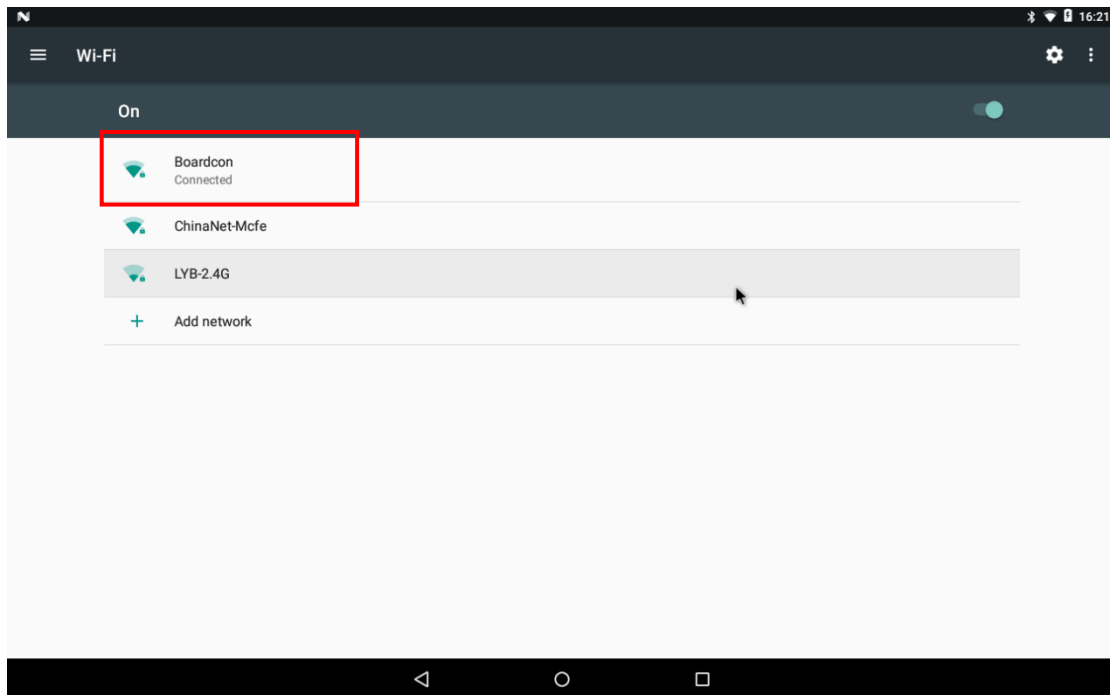 16:21
Wi-Fi
On
Boardcon
Connected
ChinaNet-Mcfe
LYB-2.4G
Add network